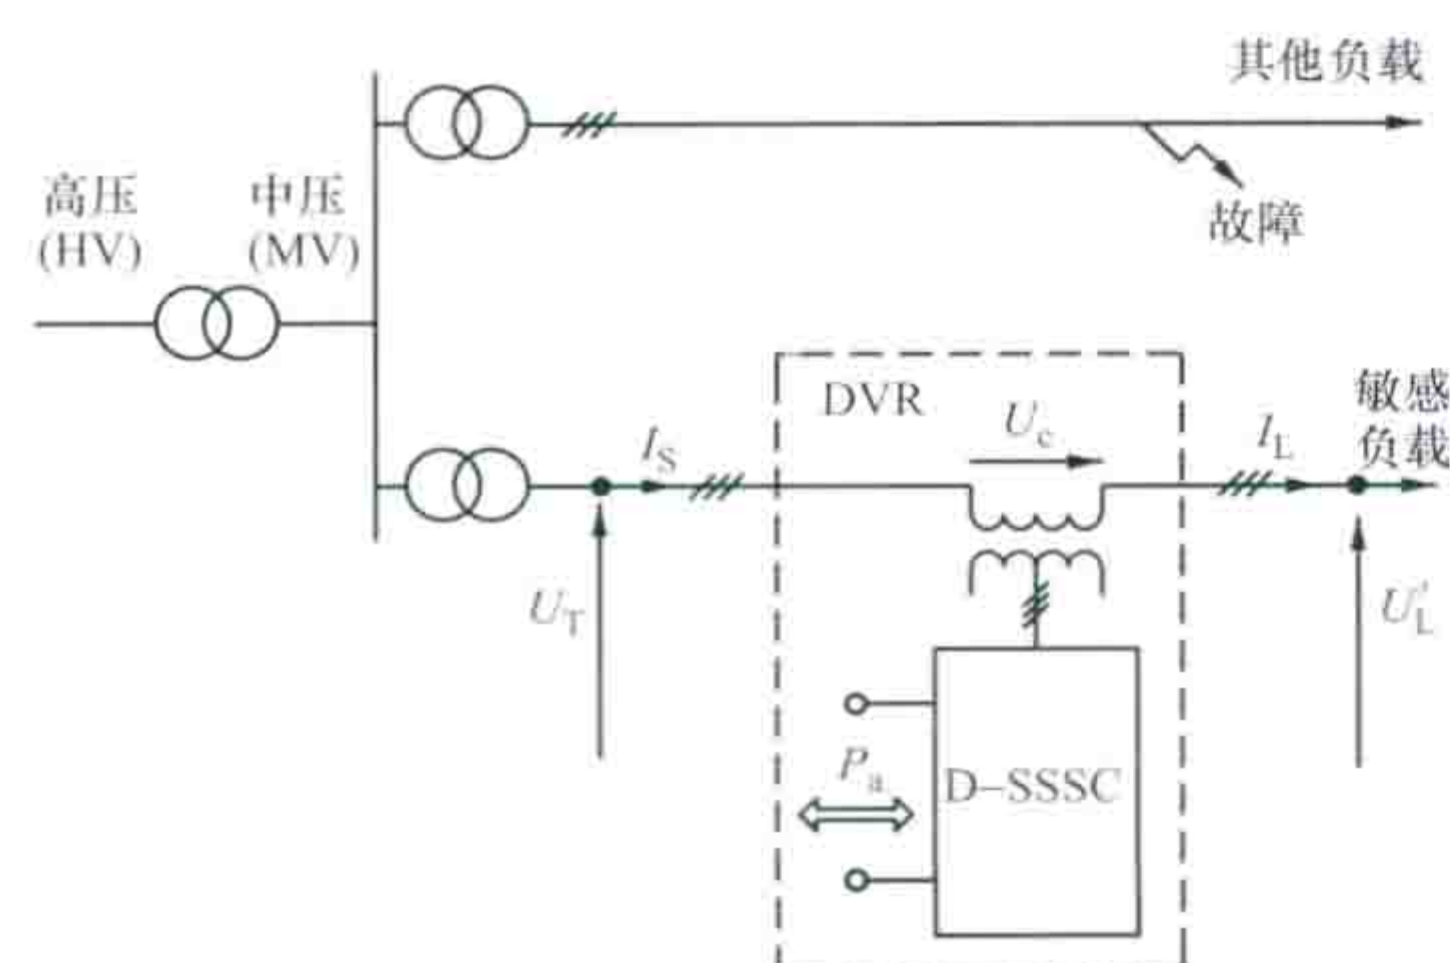 其他负载
故障
高压
(HV)
中压
(MV)
DVR
敏感
负载
I_S
U_c
I_L
U_T
U'_L
P_a
D-SSSC